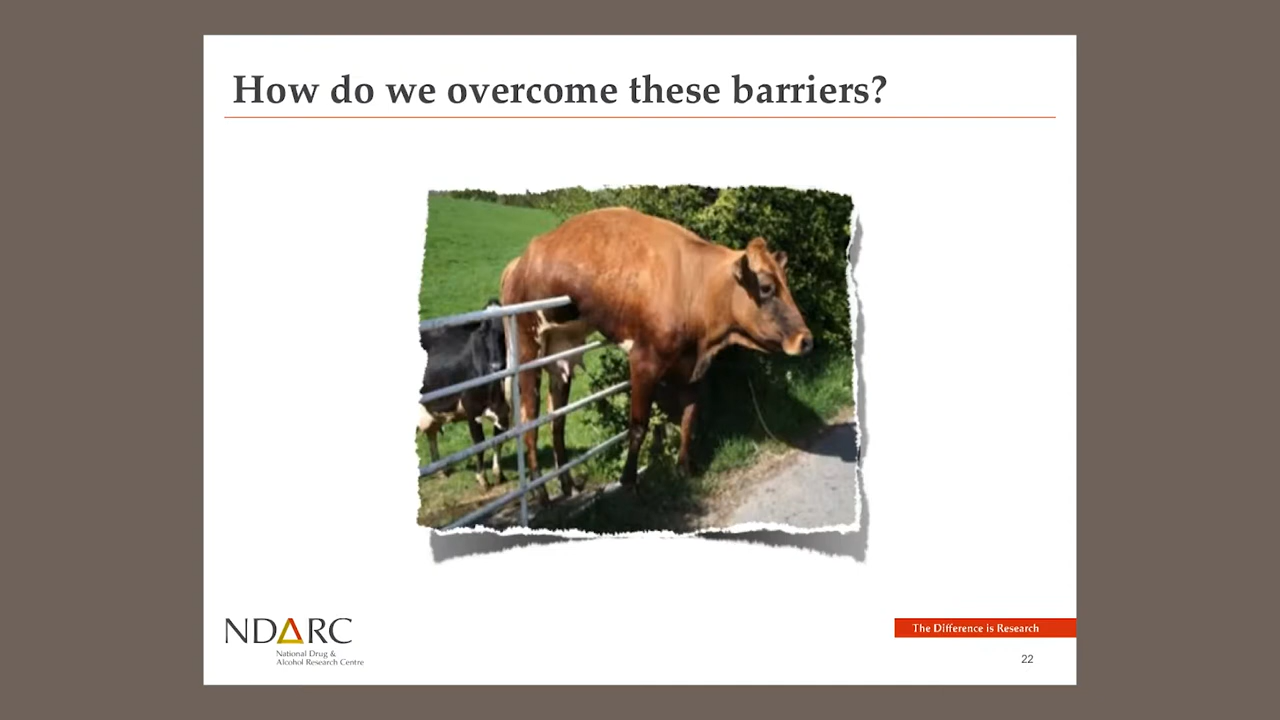 How do we overcome these barriers?
NDARC
National Drug &
Alcohol Research Centre
The Difference is Research
22